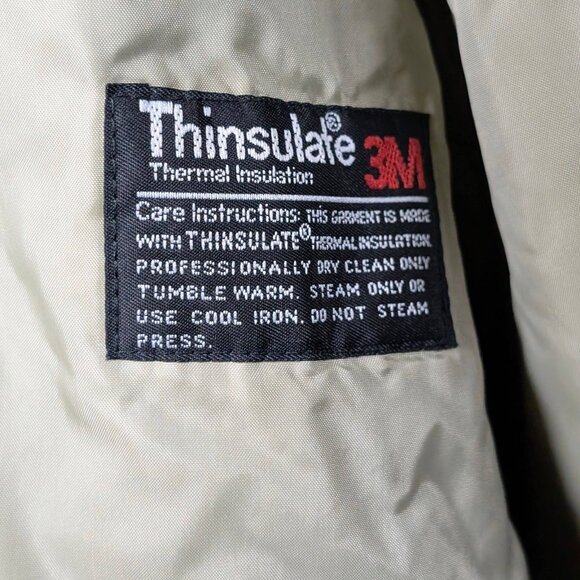 Thinsulate® 3M
Thermal Insulation
Care Instructions: THIS GARMENT IS MADE
WITH THINSULATE® THERMAL INSULATION.
PROFESSIONALLY DRY CLEAN ONLY
TUMBLE WARM. STEAM ONLY OR
USE COOL IRON. DO NOT STEAM
PRESS.